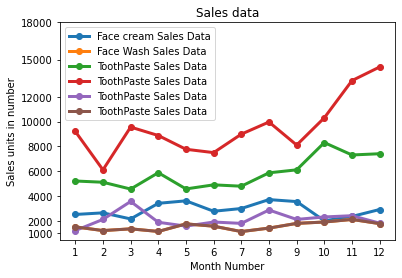 Sales data
18000
15000
12000
10000
8000
6000
4000
2000
1000
Sales units in number
Face cream Sales Data
Face Wash Sales Data
ToothPaste Sales Data
ToothPaste Sales Data
ToothPaste Sales Data
ToothPaste Sales Data
1 2 3 4 5 6 7 8 9 10 11 12
Month Number